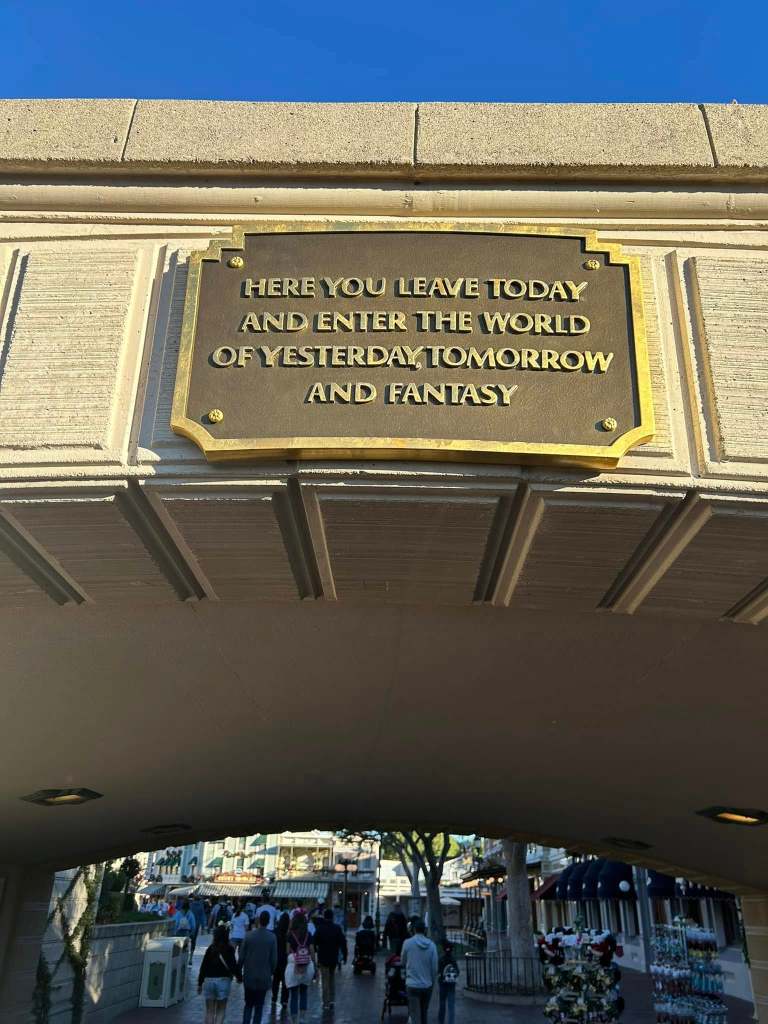 HERE YOU LEAVE TODAY
AND ENTER THE WORLD
OF YESTERDAY, TOMORROW
AND FANTASY